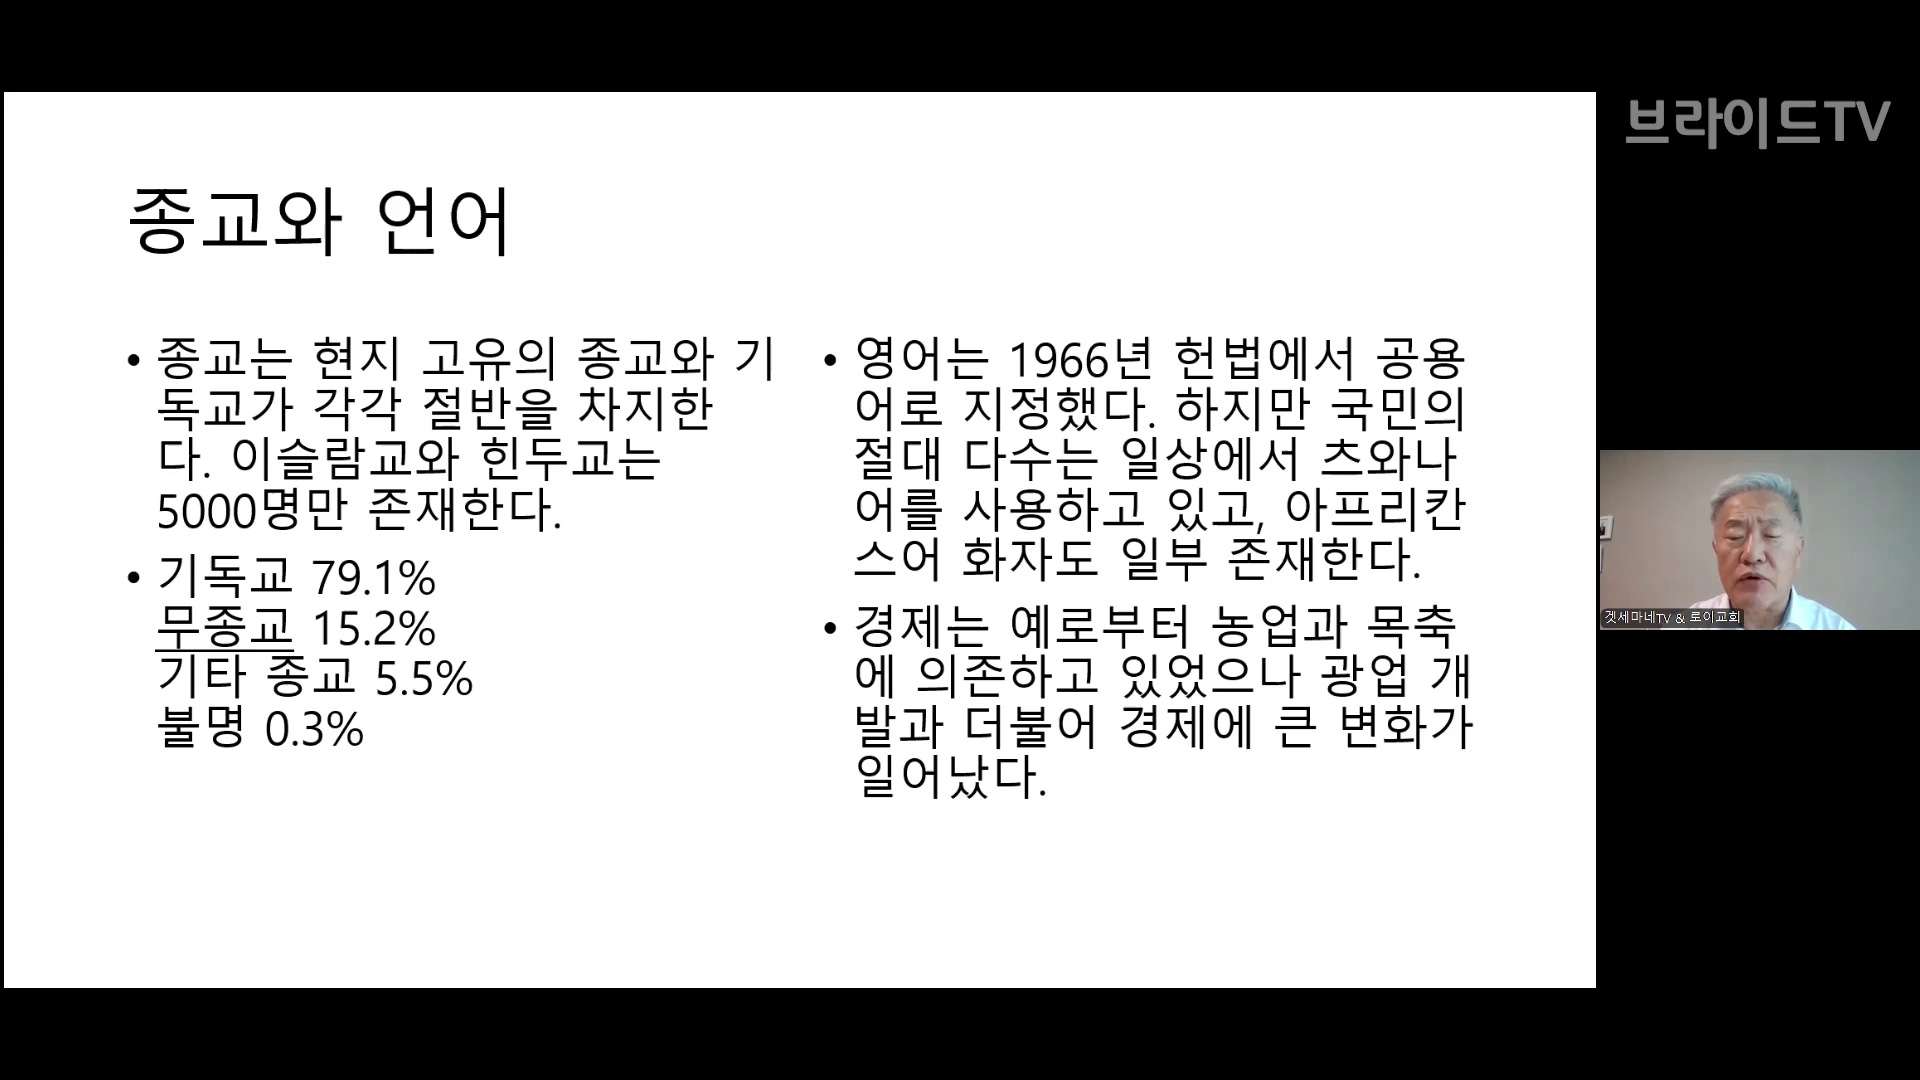 브라이드TV
종교와 언어
• 종교는 현지 고유의 종교와 기
독교가 각각 절반을 차지한
다. 이슬람교와 힌두교는
5000명만 존재한다.
• 기독교 79.1%
무종교 15.2%
기타 종교 5.5%
불명 0.3%
• 영어는 1966년 헌법에서 공용
어로 지정했다. 하지만 국민의
절대 다수는 일상에서 츠와나
어를 사용하고 있고, 아프리칸
스어 화자도 일부 존재한다.
• 경제는 예로부터 농업과 목축
에 의존하고 있었으나 광업 개
발과 더불어 경제에 큰 변화가
일어났다.
겟세마네TV & 로이교회